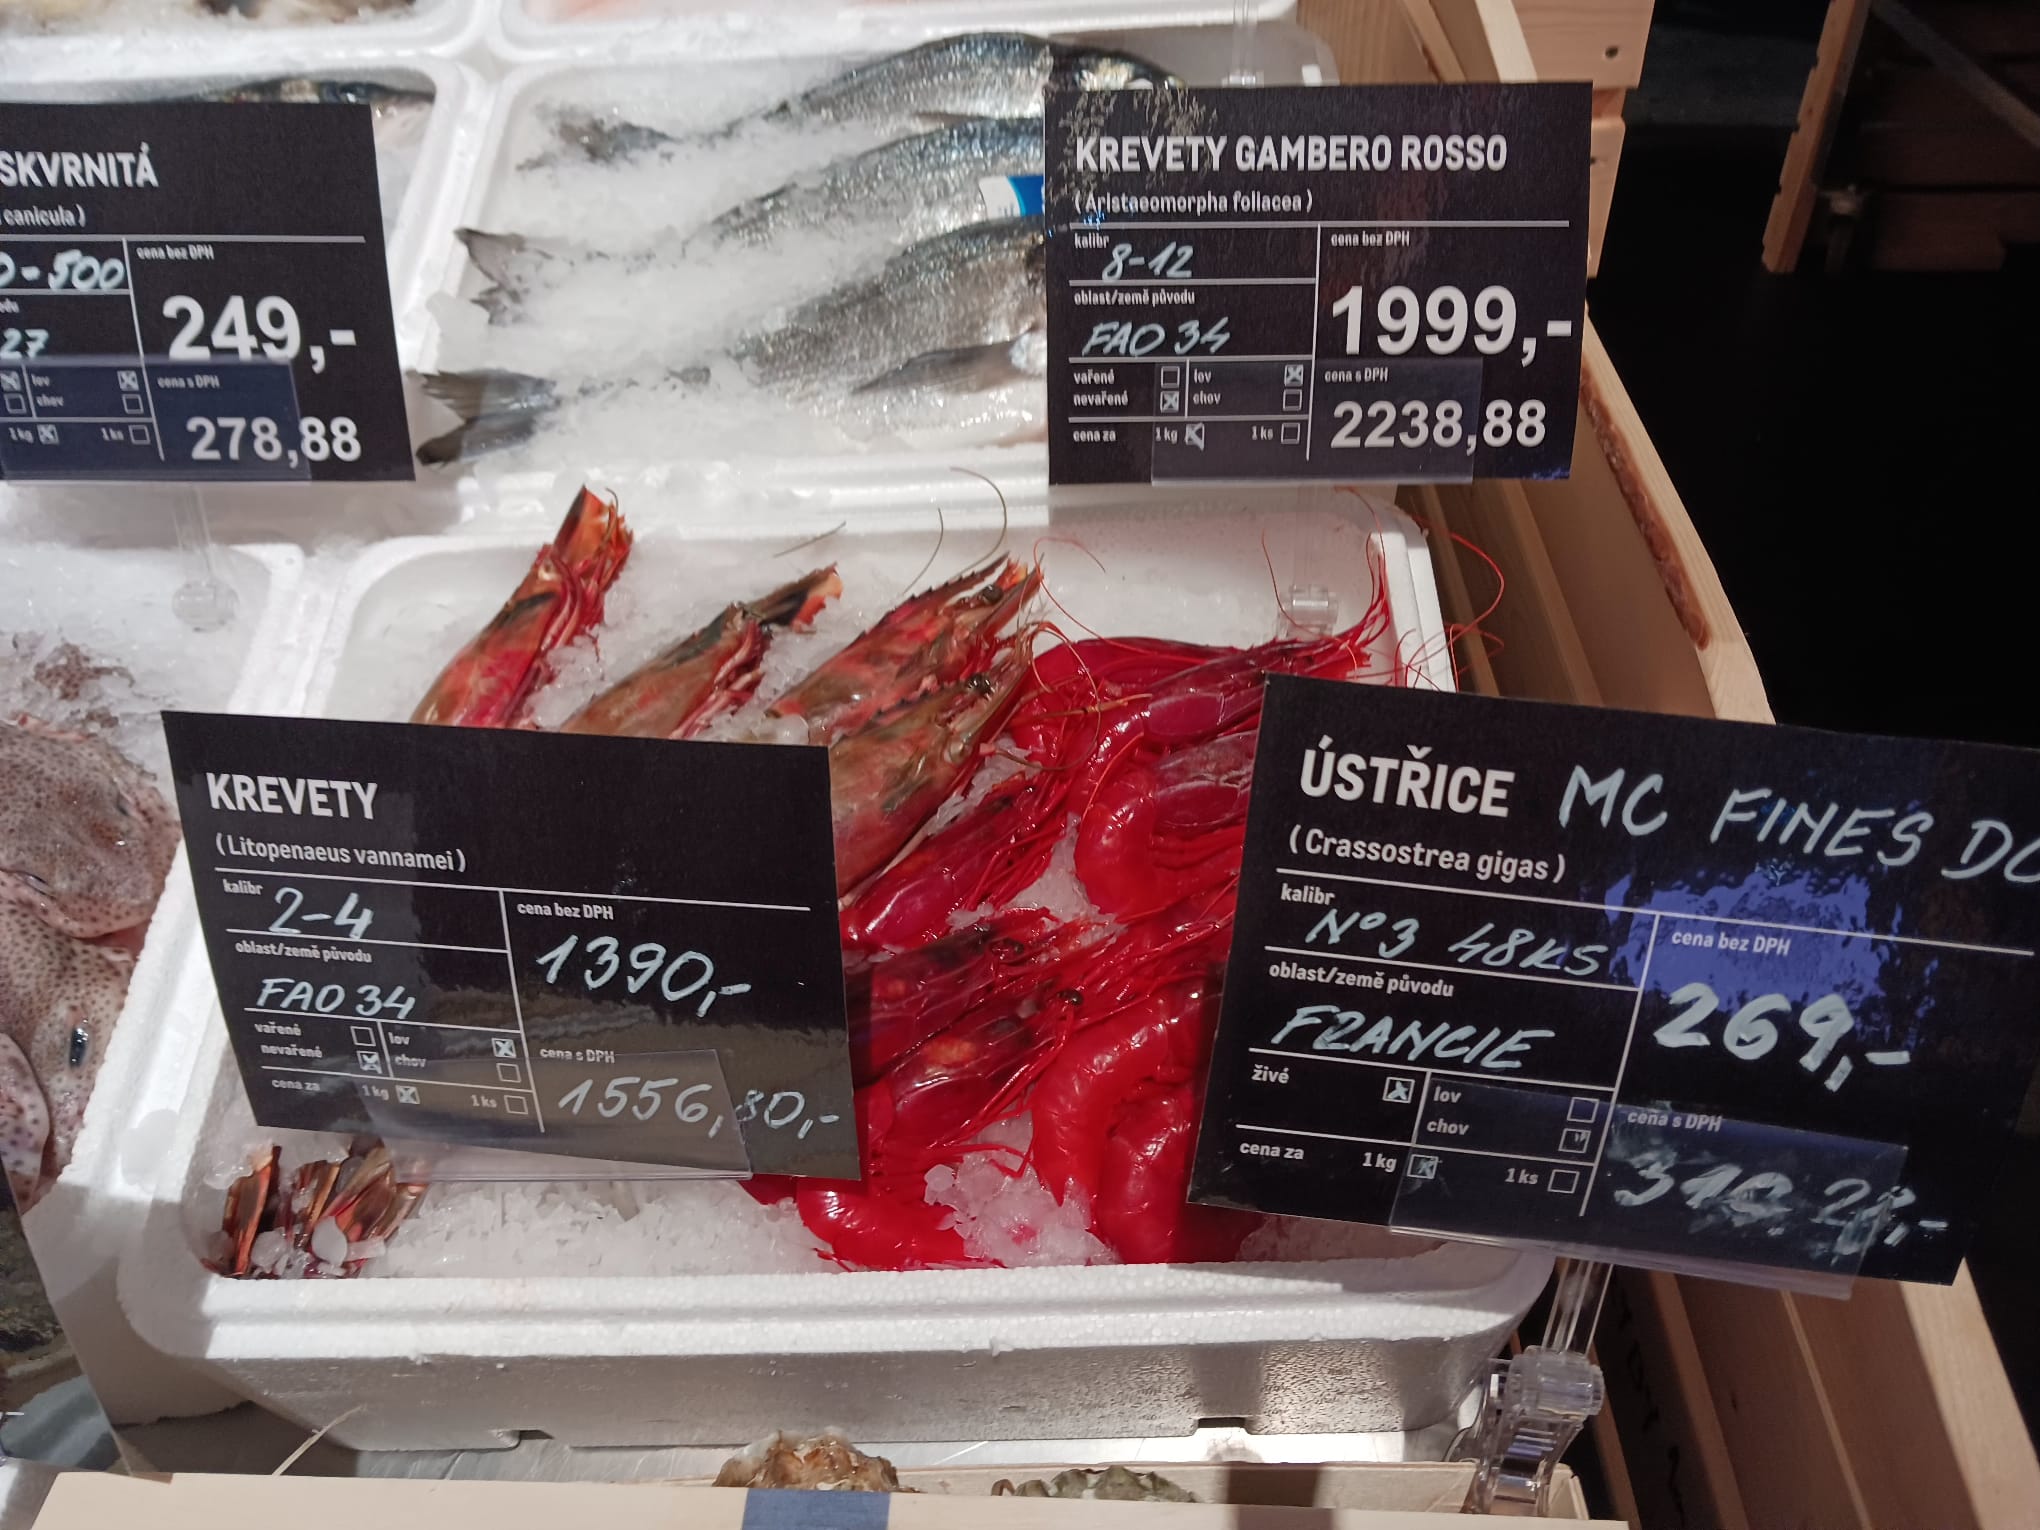 SKVRNITÁ
canicula )
0-500
cena bez DPH
249,-
27
lov
chov
cena s DPH
1 kg
1 ks
278,88
KREVETY GAMBERO ROSSO
( Aristaeomorpha foliacea )
kalibr
8-12
cena bez DPH
oblast/země původu
FAO 34
1999,-
vařené
lov
cena s DPH
nevařené
chov
2238,88
cena za
1 kg
1 ks
KREVETY
( Litopenaeus vannamei )
kalibr
2-4
cena bez DPH
1390,-
oblast/země původu
FAO 34
vařené
lov
nevařené
chov
cena s DPH
cena za
1 kg
1 ks
1556,80,-
ÚSTŘICE MC FINES DO
( Crassostrea gigas )
kalibr
N°3 48KS
cena bez DPH
269,-
oblast/země původu
FRANCIE
živé
lov
chov
cena s DPH
cena za
1 kg
1 ks